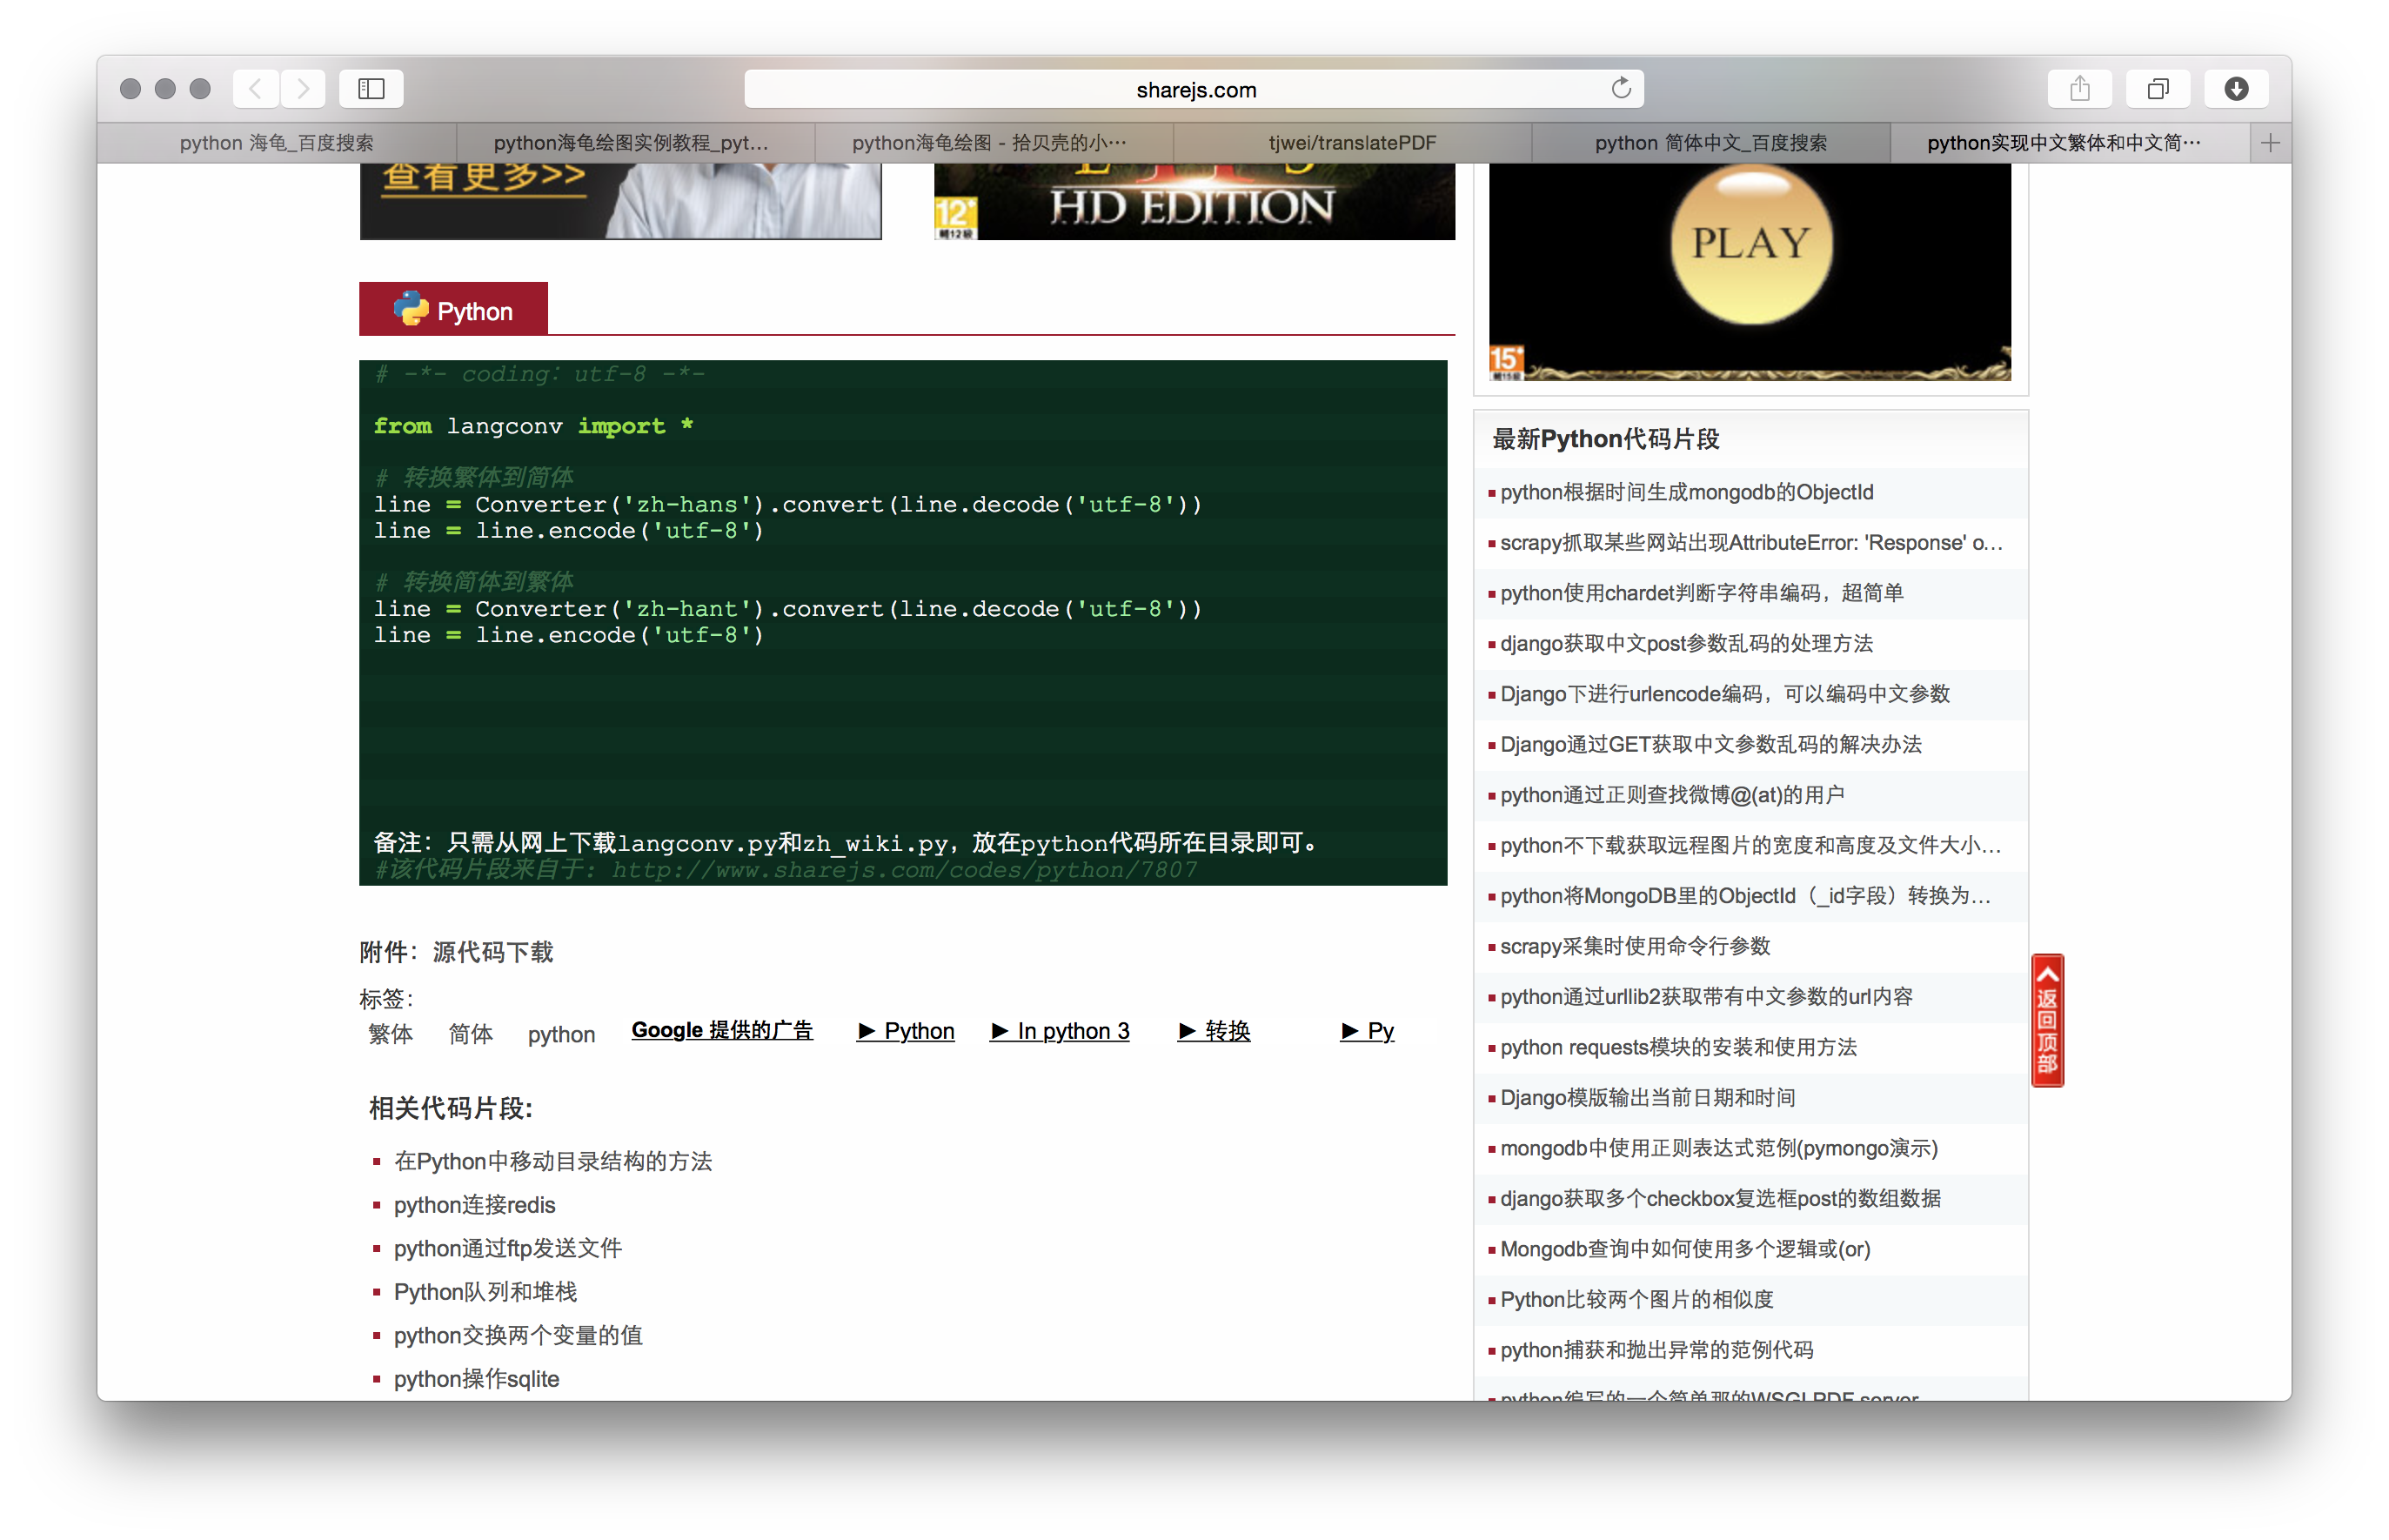 sharejs.com
python 海龟_百度搜索
python海龟绘图实例教程_pyt…
python海龟绘图 - 拾贝壳的小…
tjwei/translatePDF
python 简体中文_百度搜索
python实现中文繁体和中文简…
查看更多>>
HD EDITION
12+
PLAY
15+
Python
# -*- coding: utf-8 -*-
from langconv import *
# 转换繁体到简体
line = Converter('zh-hans').convert(line.decode('utf-8'))
line = line.encode('utf-8')
# 转换简体到繁体
line = Converter('zh-hant').convert(line.decode('utf-8'))
line = line.encode('utf-8')
备注：只需从网上下载langconv.py和zh_wiki.py，放在python代码所在目录即可。
#该代码片段来自于: http://www.sharejs.com/codes/python/7807
附件：源代码下载
标签：
繁体 简体 python Google 提供的广告 ► Python ► In python 3 ► 转换 ► Py
相关代码片段:
在Python中移动目录结构的方法
python连接redis
python通过ftp发送文件
Python队列和堆栈
python交换两个变量的值
python操作sqlite
最新Python代码片段
python根据时间生成mongodb的ObjectId
scrapy抓取某些网站出现AttributeError: 'Response' o…
python使用chardet判断字符串编码，超简单
django获取中文post参数乱码的处理方法
Django下进行urlencode编码，可以编码中文参数
Django通过GET获取中文参数乱码的解决办法
python通过正则查找微博@(at)的用户
python不下载获取远程图片的宽度和高度及文件大小…
python将MongoDB里的ObjectId（_id字段）转换为…
scrapy采集时使用命令行参数
python通过urllib2获取带有中文参数的url内容
python requests模块的安装和使用方法
Django模版输出当前日期和时间
mongodb中使用正则表达式范例(pymongo演示)
django获取多个checkbox复选框post的数组数据
Mongodb查询中如何使用多个逻辑或(or)
Python比较两个图片的相似度
python捕获和抛出异常的范例代码
python编写的一个简单那的WSGI PDF server
返回顶部